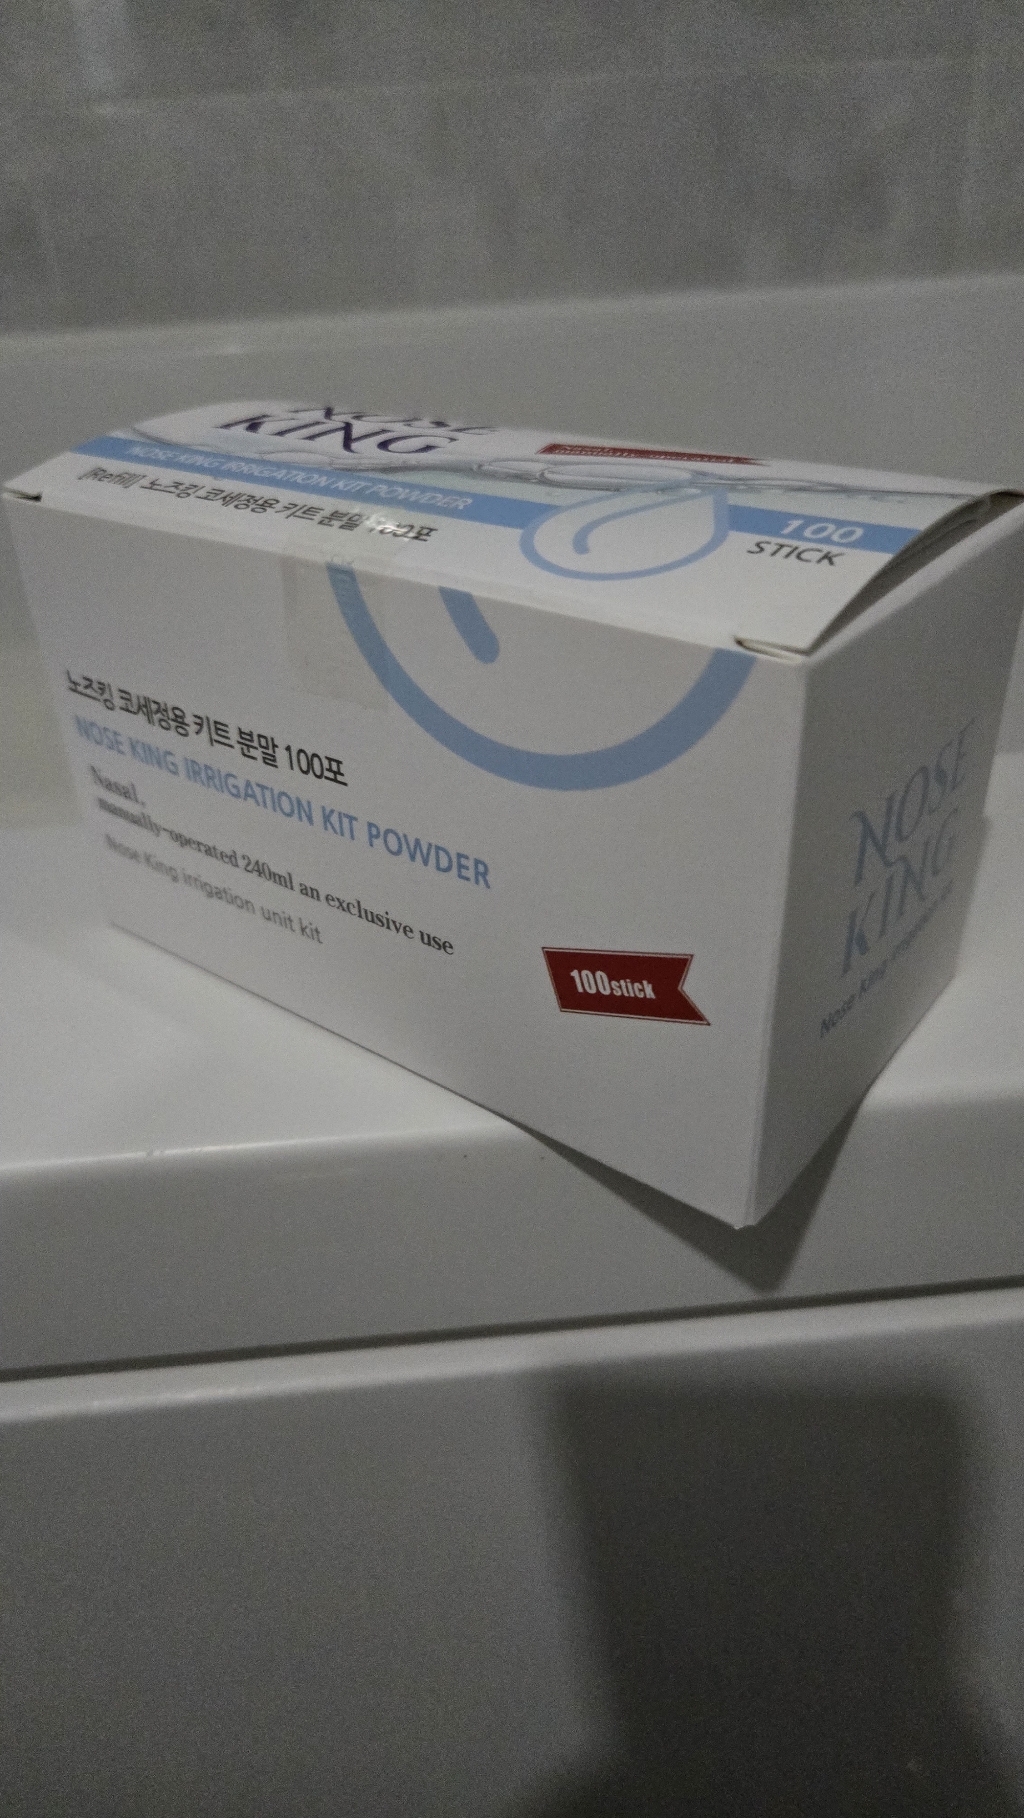 NOSE
KING
NOSE KING IRRIGATION KIT POWDER
[Refill] 노즈킹 코세정용 키트 분말 100포
100
STICK
노즈킹 코세정용 키트 분말 100포
NOSE KING IRRIGATION KIT POWDER
Nasal,
manually-operated 240ml an exclusive use
Nose King irrigation unit kit
100stick
NOSE
KING
Nose King